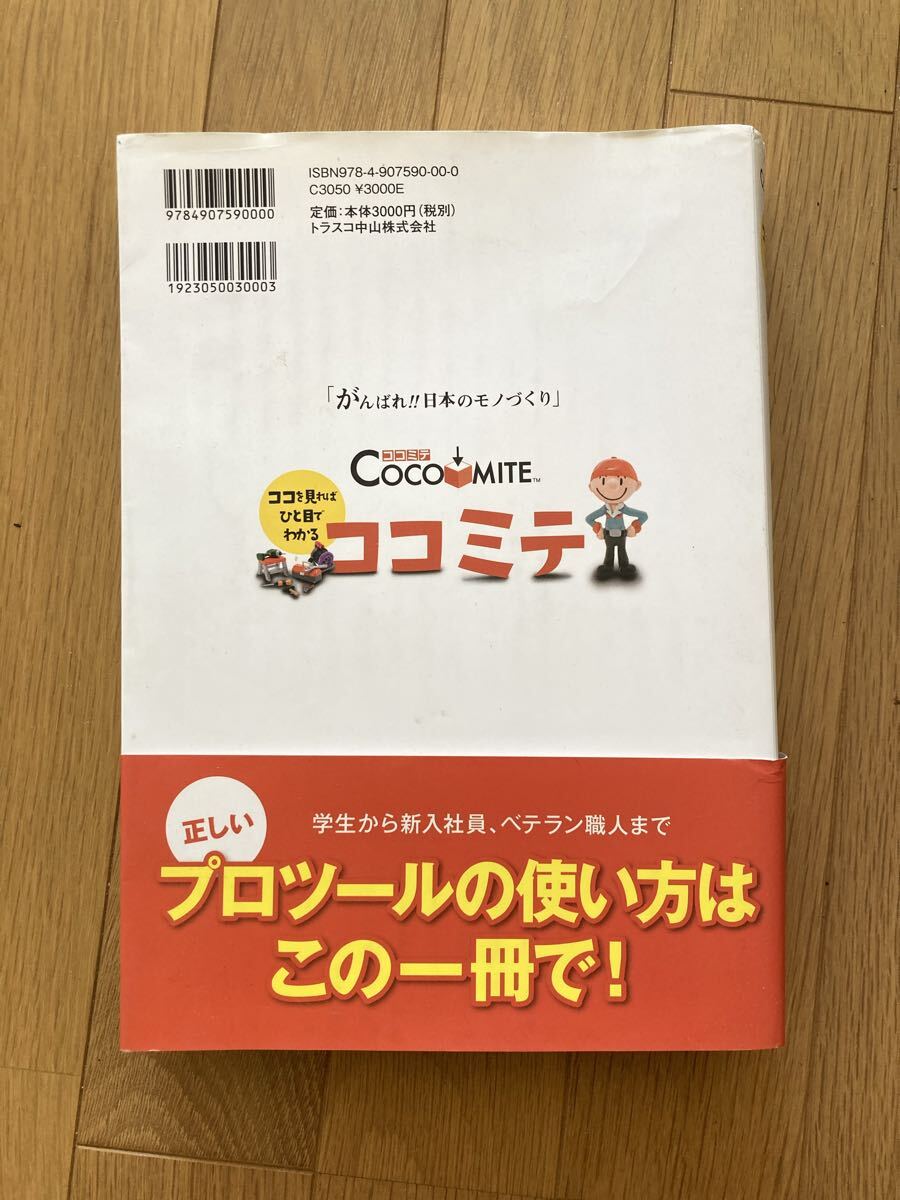 ISBN978-4-907590-00-0
C3050 ¥3000E
定価:本体3000円(税別)
トラスコ中山株式会社
9784907590000
1923050030003
「がんばれ!!日本のモノづくり」
ココミテ
COCOMITE™
ココを見れば
ひと目で
わかる
ココミテ
正しい
学生から新入社員、ベテラン職人まで
プロツールの使い方は
この一冊で!